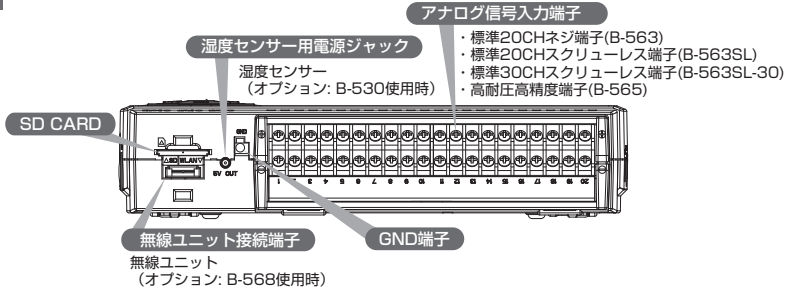 アナログ信号入力端子
・標準20CHネジ端子(B-563)
・標準20CHスクリューレス端子(B-563SL)
・標準30CHスクリューレス端子(B-563SL-30)
・高耐圧高精度端子(B-565)
湿度センサー用電源ジャック
湿度センサー
（オプション: B-530使用時）
SD CARD
GND
△SD WLAN▽
5V OUT
1 2 3 4 5 6 7 8 9 10 11 12 13 14 15 16 17 18 19 20
無線ユニット接続端子
無線ユニット
（オプション: B-568使用時）
GND端子